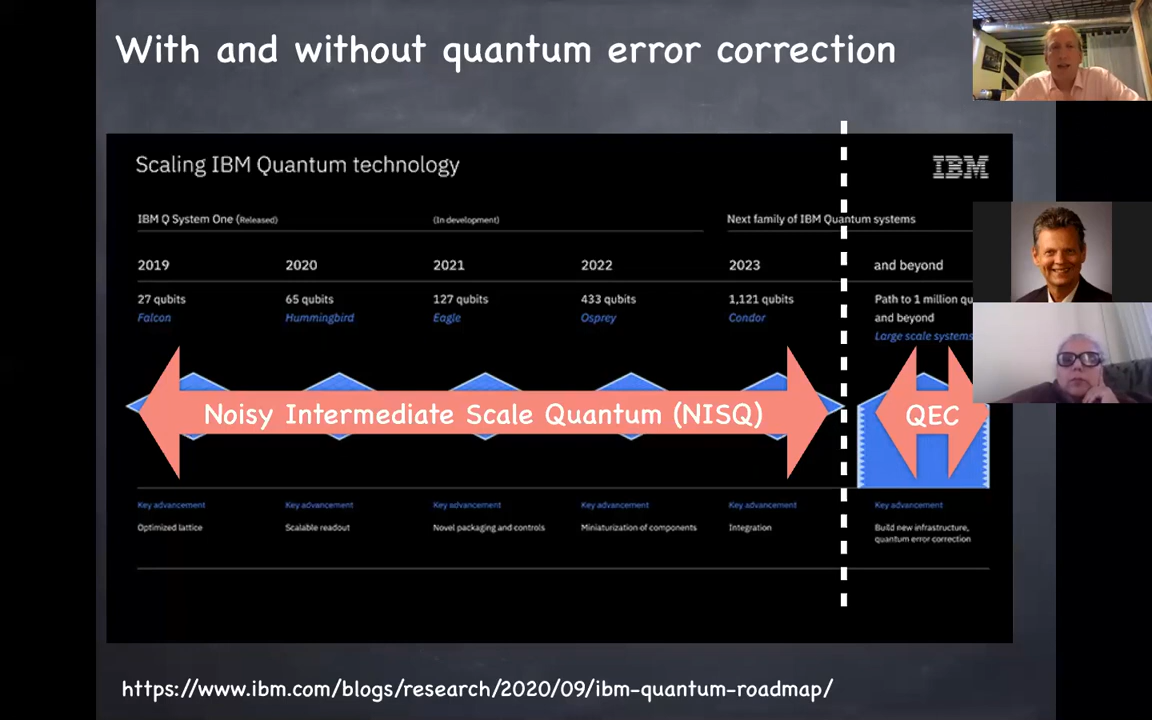 With and without quantum error correction
Scaling IBM Quantum technology
IBM
IBM Q System One (Released)
(In development)
Next family of IBM Quantum systems
2019
2020
2021
2022
2023
and beyond
27 qubits
65 qubits
127 qubits
433 qubits
1,121 qubits
Path to 1 million qu
and beyond
Falcon
Hummingbird
Eagle
Osprey
Condor
Large scale systems
Noisy Intermediate Scale Quantum (NISQ)
QEC
Key advancement
Key advancement
Key advancement
Key advancement
Key advancement
Key advancement
Optimized lattice
Scalable readout
Novel packaging and controls
Miniaturization of components
Integration
Build new infrastructure,
quantum error correction
https://www.ibm.com/blogs/research/2020/09/ibm-quantum-roadmap/